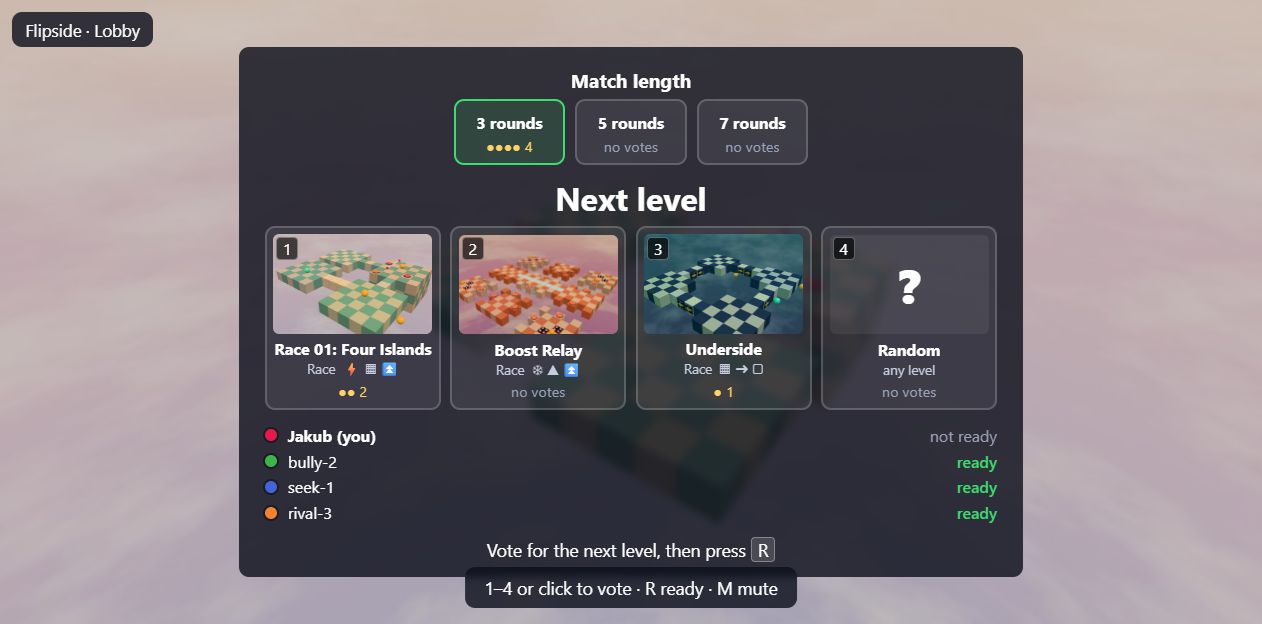 Flipside · Lobby
Match length
3 rounds
●●●● 4
5 rounds
no votes
7 rounds
no votes
Next level
1
Race 01: Four Islands
Race
●● 2
2
Boost Relay
Race ❄ ▲
no votes
3
Underside
Race ▦ ➜ ▢
● 1
4
?
Random
any level
no votes
Jakub (you) not ready
bully-2 ready
seek-1 ready
rival-3 ready
Vote for the next level, then press R
1–4 or click to vote · R ready · M mute